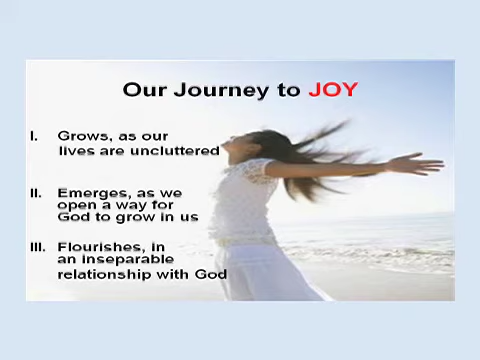 Our Journey to JOY
I. Grows, as our
lives are uncluttered
II. Emerges, as we
open a way for
God to grow in us
III. Flourishes, in
an inseparable
relationship with God